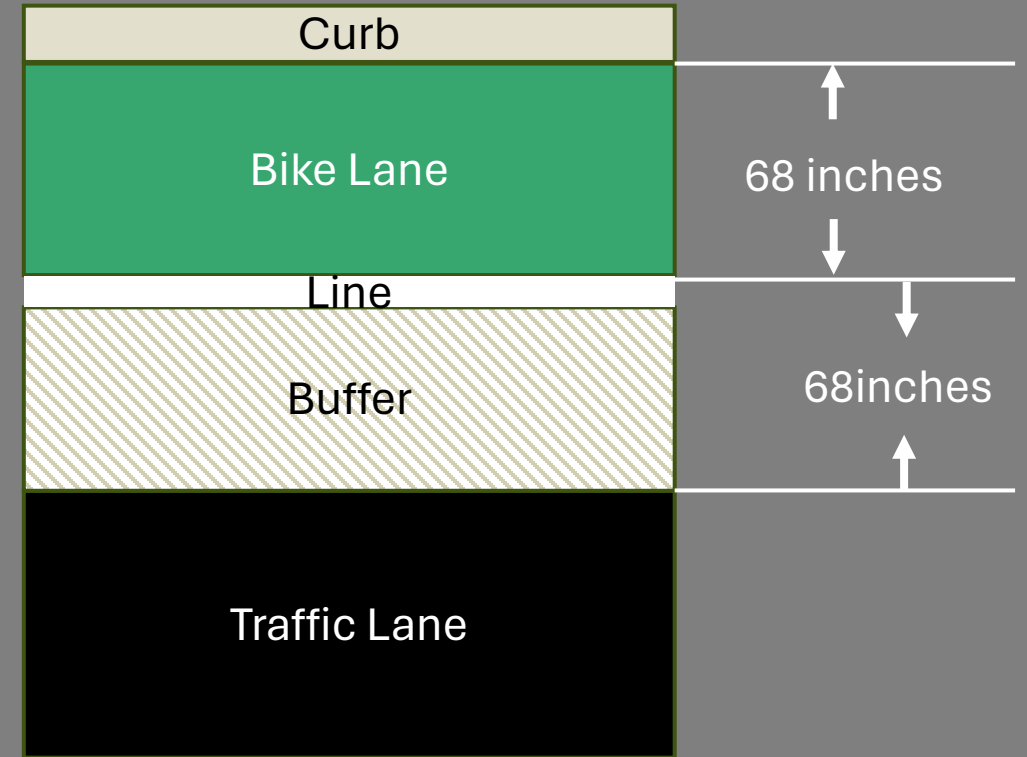 Curb
Bike Lane
68 inches
Line
Buffer
68inches
Traffic Lane